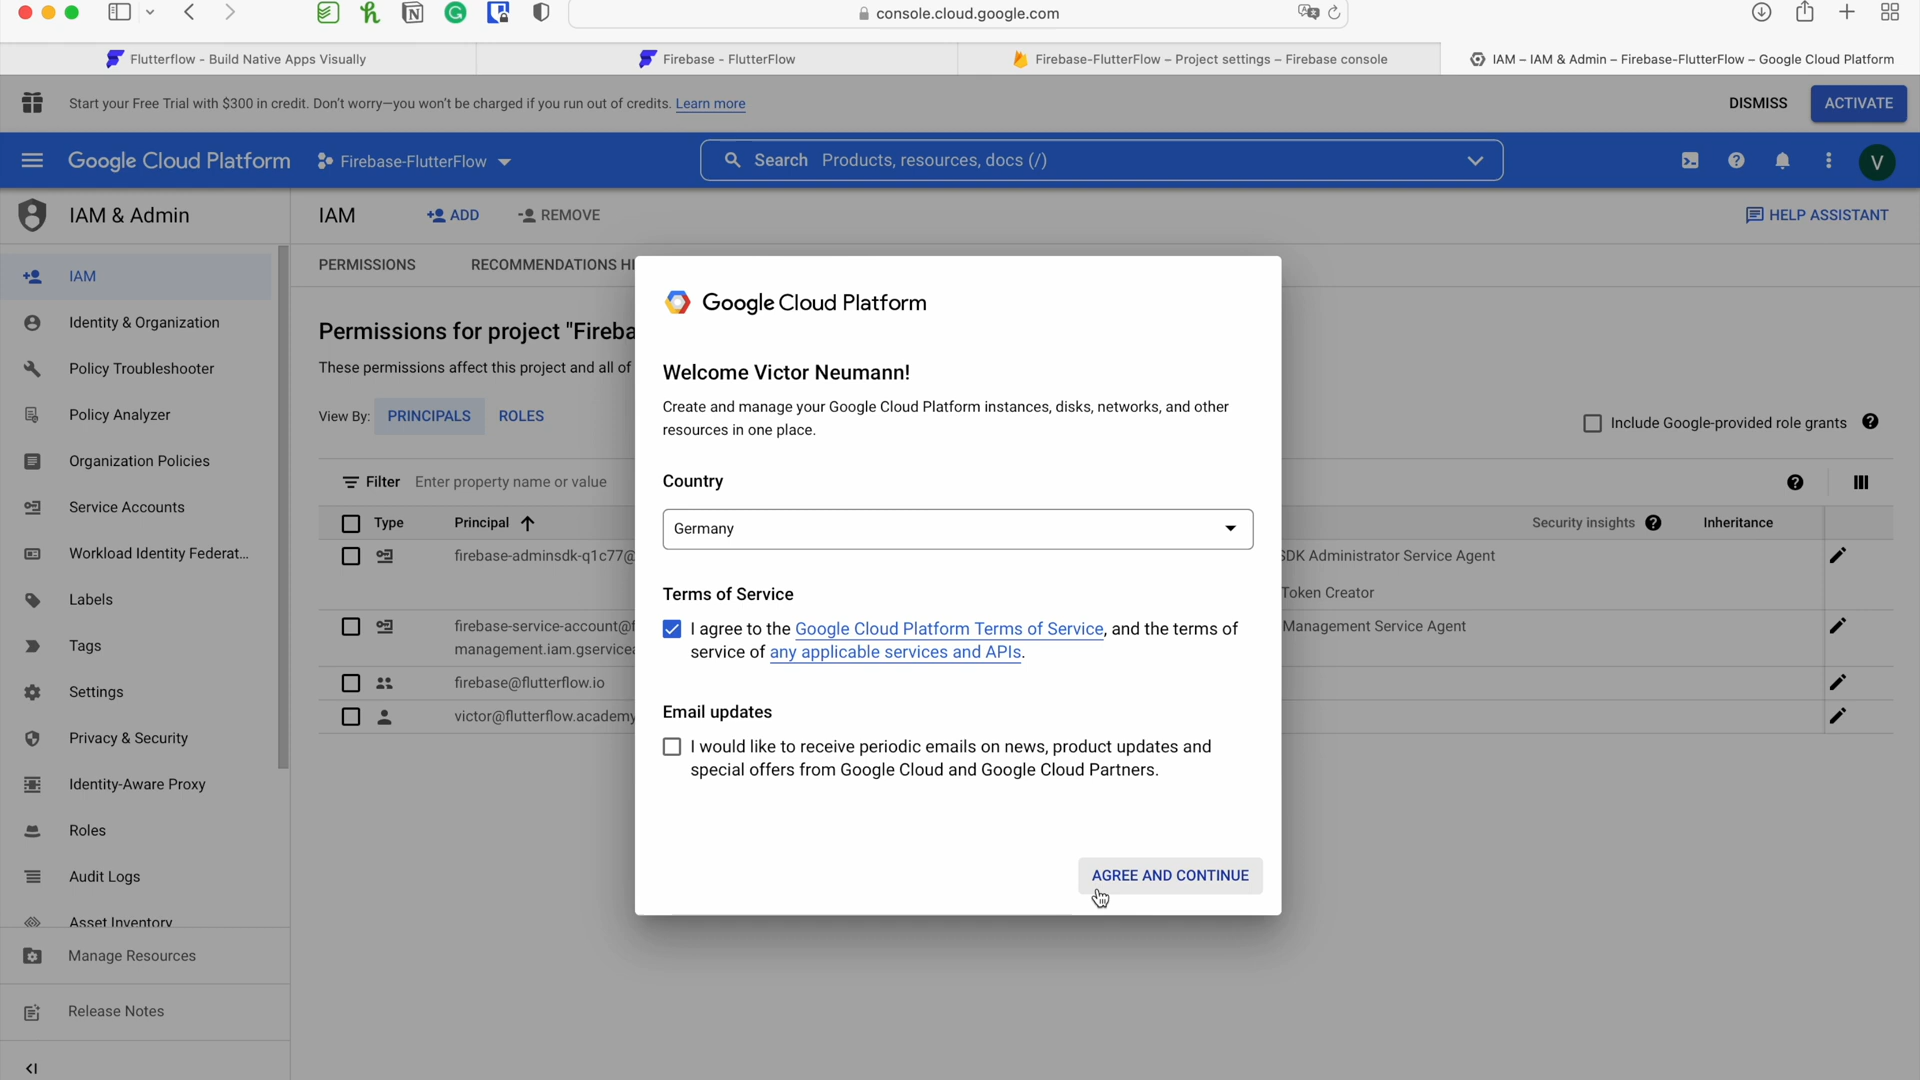 console.cloud.google.com
Flutterflow - Build Native Apps Visually
Firebase - FlutterFlow
Firebase-FlutterFlow – Project settings – Firebase console
IAM – IAM & Admin – Firebase-FlutterFlow – Google Cloud Platform
Start your Free Trial with $300 in credit. Don't worry—you won't be charged if you run out of credits. Learn more
DISMISS
ACTIVATE
Google Cloud Platform
Firebase-FlutterFlow
Search Products, resources, docs (/)
V
IAM & Admin
IAM
ADD
REMOVE
HELP ASSISTANT
IAM
Identity & Organization
Policy Troubleshooter
Policy Analyzer
Organization Policies
Service Accounts
Workload Identity Federat...
Labels
Tags
Settings
Privacy & Security
Identity-Aware Proxy
Roles
Audit Logs
Asset Inventory
Manage Resources
Release Notes
PERMISSIONS
RECOMMENDATIONS HI
Permissions for project "Fireba
These permissions affect this project and all of
View By: PRINCIPALS ROLES
Include Google-provided role grants
Filter Enter property name or value
Type Principal
Security insights Inheritance
firebase-adminsdk-q1c77@
SDK Administrator Service Agent
Token Creator
firebase-service-account@f
management.iam.gservicea
Management Service Agent
firebase@flutterflow.io
victor@flutterflow.academy
Google Cloud Platform
Welcome Victor Neumann!
Create and manage your Google Cloud Platform instances, disks, networks, and other
resources in one place.
Country
Germany
Terms of Service
I agree to the Google Cloud Platform Terms of Service, and the terms of
service of any applicable services and APIs.
Email updates
I would like to receive periodic emails on news, product updates and
special offers from Google Cloud and Google Cloud Partners.
AGREE AND CONTINUE